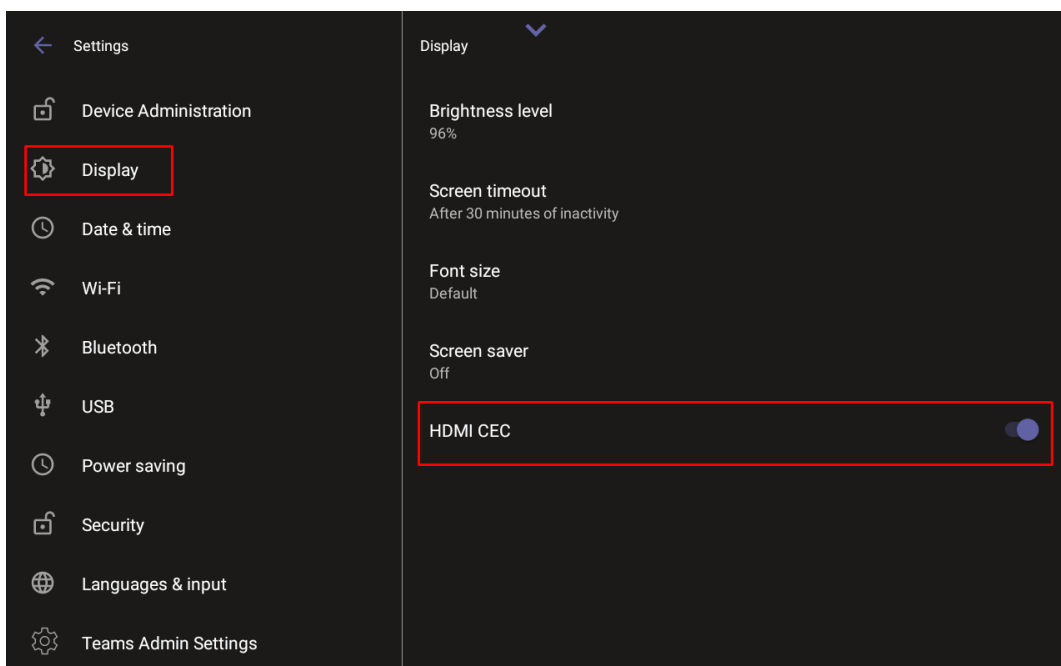 Settings
Device Administration
Display
Date & time
Wi-Fi
Bluetooth
USB
Power saving
Security
Languages & input
Teams Admin Settings
Display
Brightness level
96%
Screen timeout
After 30 minutes of inactivity
Font size
Default
Screen saver
Off
HDMI CEC